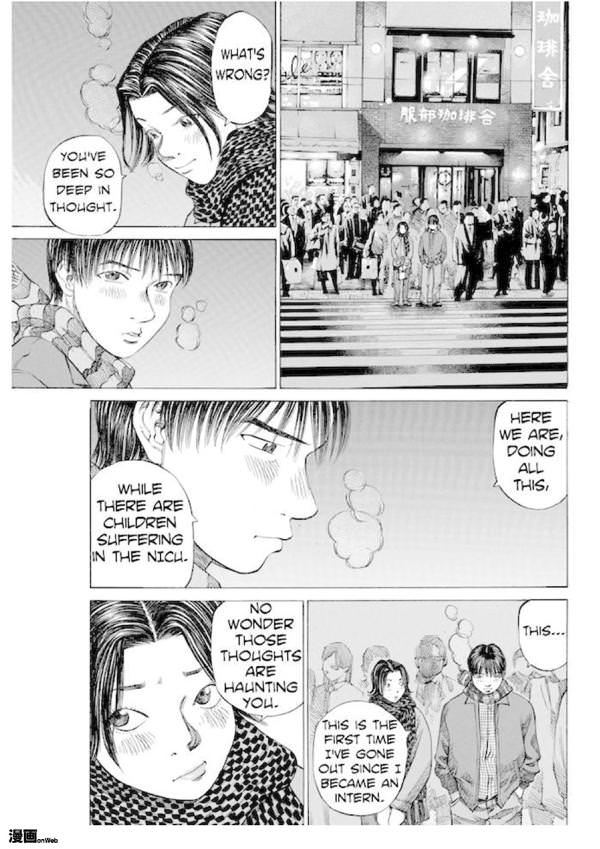 珈琲舎
服部珈琲舎
WHAT'S
WRONG?
YOU'VE
BEEN SO
DEEP IN
THOUGHT.
HERE
WE ARE,
DOING
ALL
THIS,
WHILE
THERE ARE
CHILDREN
SUFFERING
IN THE NICU.
THIS...
THIS IS THE
FIRST TIME
I'VE GONE
OUT SINCE I
BECAME AN
INTERN.
NO
WONDER
THOSE
THOUGHTS
ARE
HAUNTING
YOU.
漫画onWeb